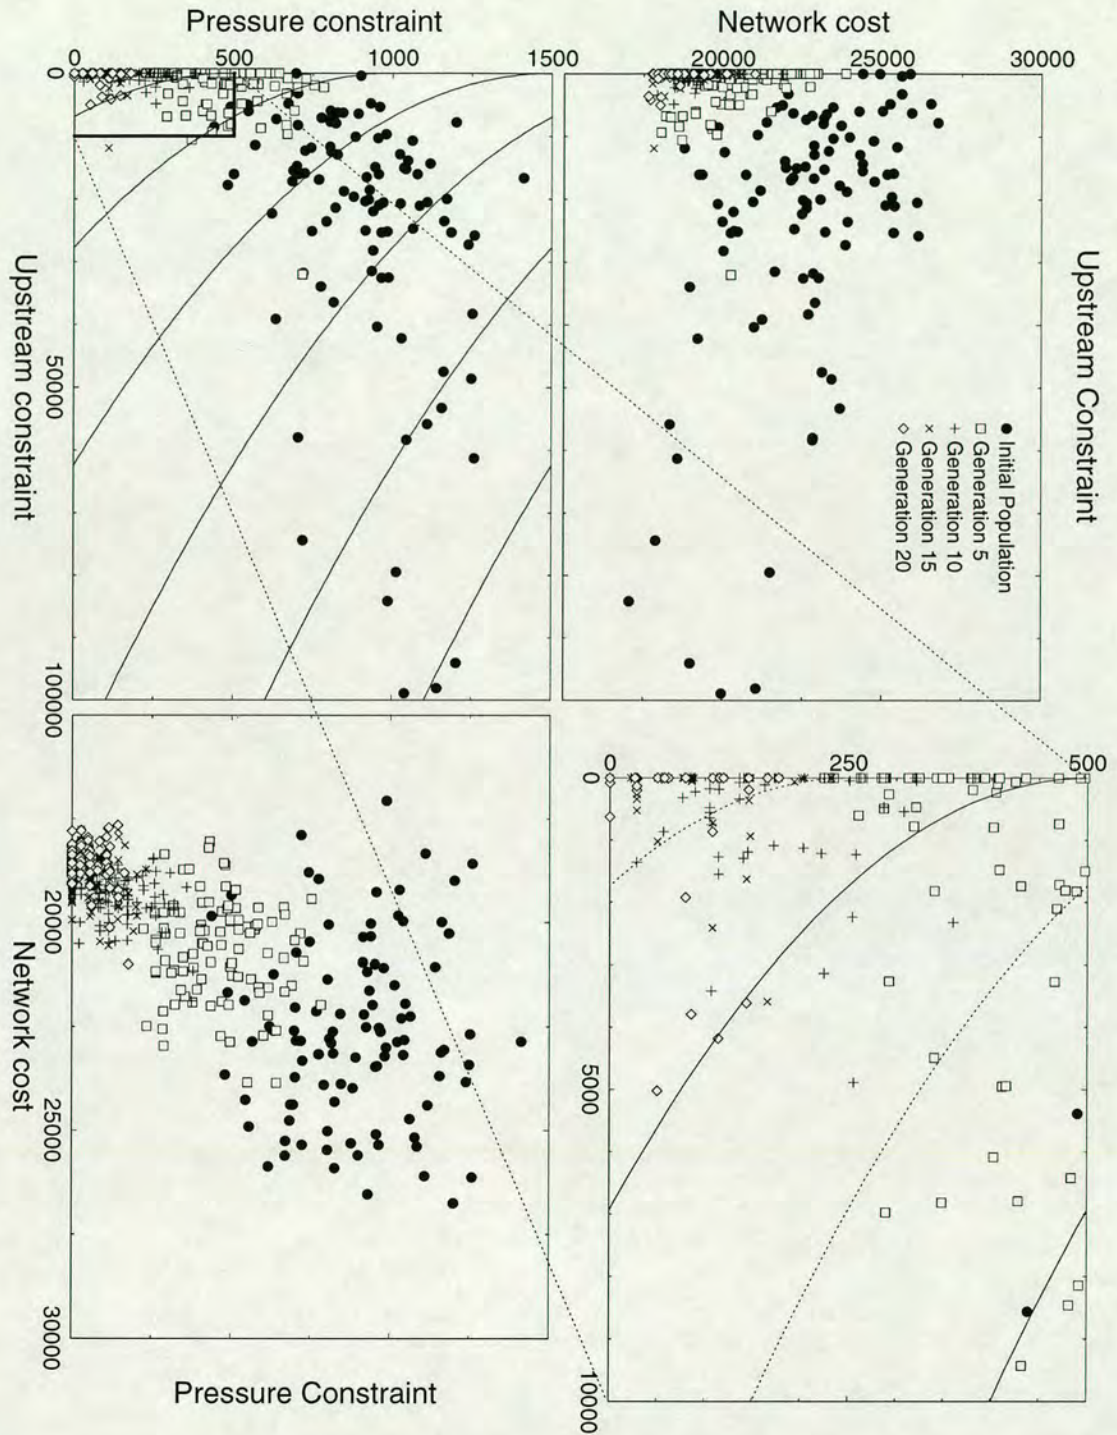 Pressure constraint
0
500
1000
1500
0
50000
100000
Upstream constraint
Network cost
20000
25000
30000
Upstream Constraint
Initial Population
Generation 5
Generation 10
Generation 15
Generation 20
0
250
500
0
5000
10000
20000
25000
30000
Network cost
Pressure Constraint